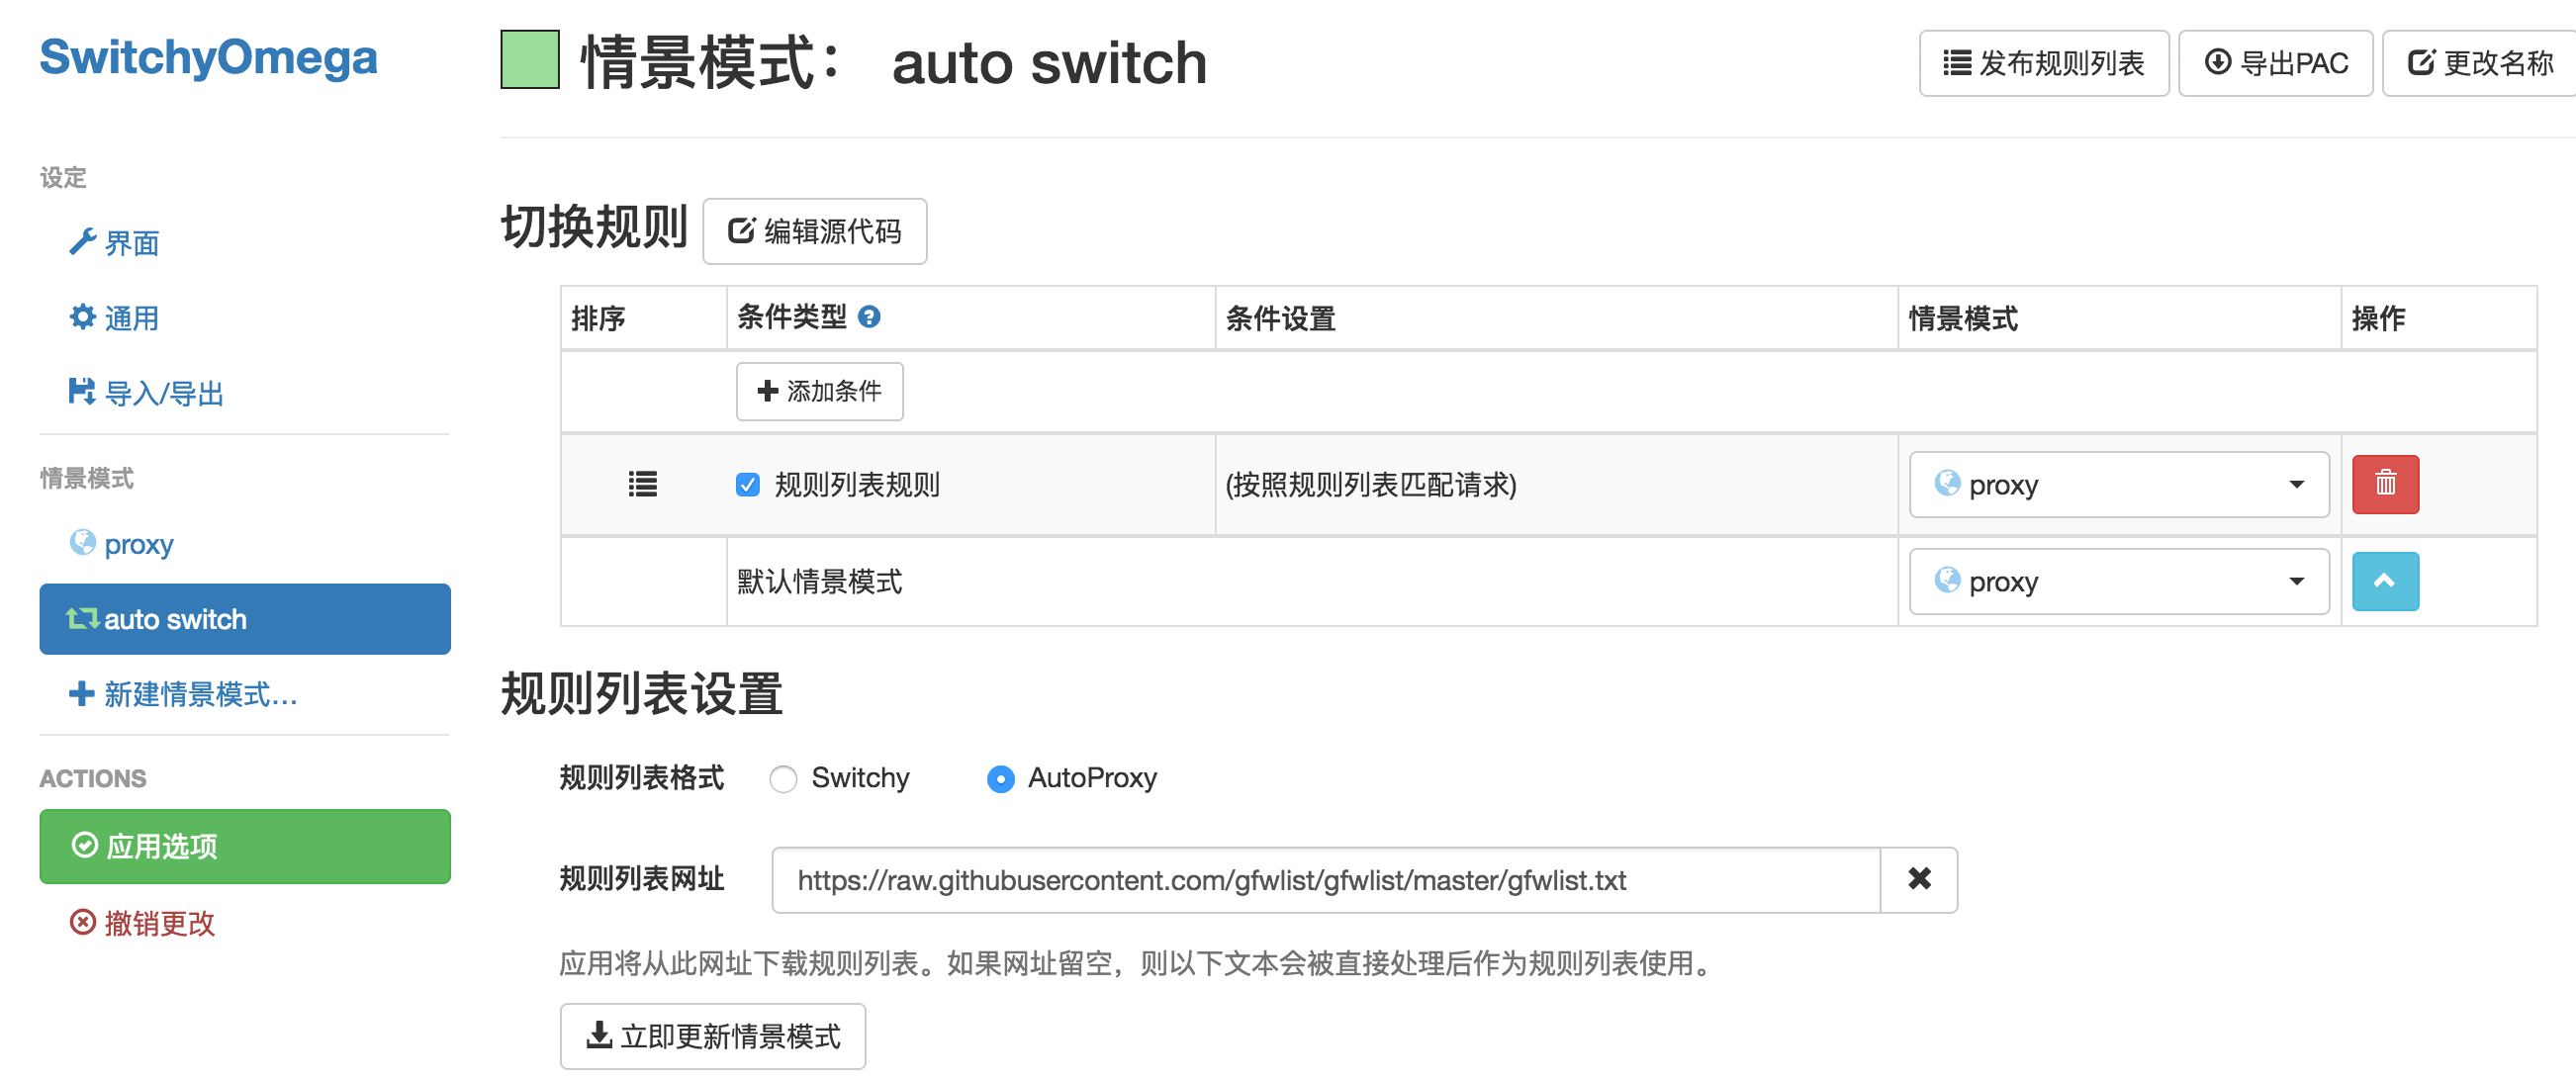 SwitchyOmega
设定
界面
通用
导入/导出
情景模式
proxy
auto switch
新建情景模式...
ACTIONS
应用选项
撤销更改
情景模式： auto switch
发布规则列表
导出PAC
更改名称
切换规则 编辑源代码
排序 条件类型 条件设置 情景模式 操作
添加条件
规则列表规则 (按照规则列表匹配请求) proxy
默认情景模式 proxy
规则列表设置
规则列表格式 Switchy AutoProxy
规则列表网址 https://raw.githubusercontent.com/gfwlist/gfwlist/master/gfwlist.txt
应用将从此网址下载规则列表。如果网址留空，则以下文本会被直接处理后作为规则列表使用。
立即更新情景模式